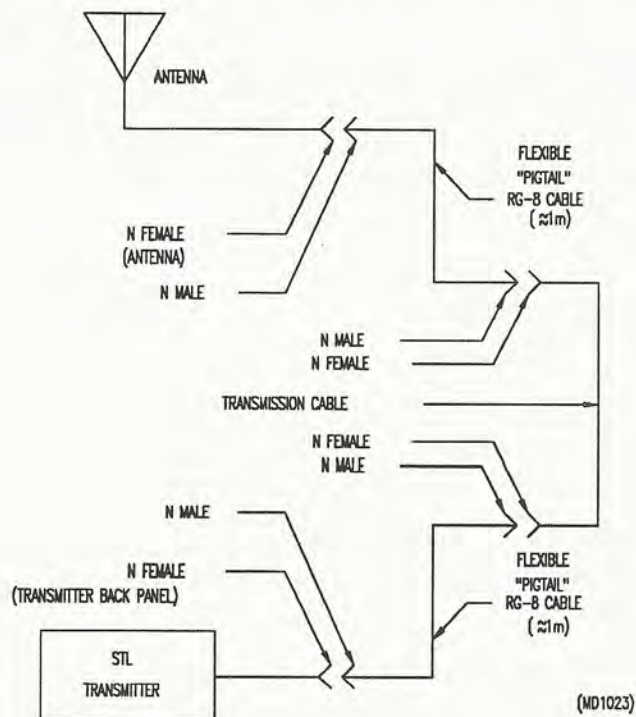 ANTENNA
FLEXIBLE
"PIGTAIL"
RG-8 CABLE
(≈1m)
N FEMALE
(ANTENNA)
N MALE
N MALE
N FEMALE
TRANSMISSION CABLE
N FEMALE
N MALE
N MALE
N FEMALE
(TRANSMITTER BACK PANEL)
FLEXIBLE
"PIGTAIL"
RG-8 CABLE
(≈1m)
STL
TRANSMITTER
(MD1023)